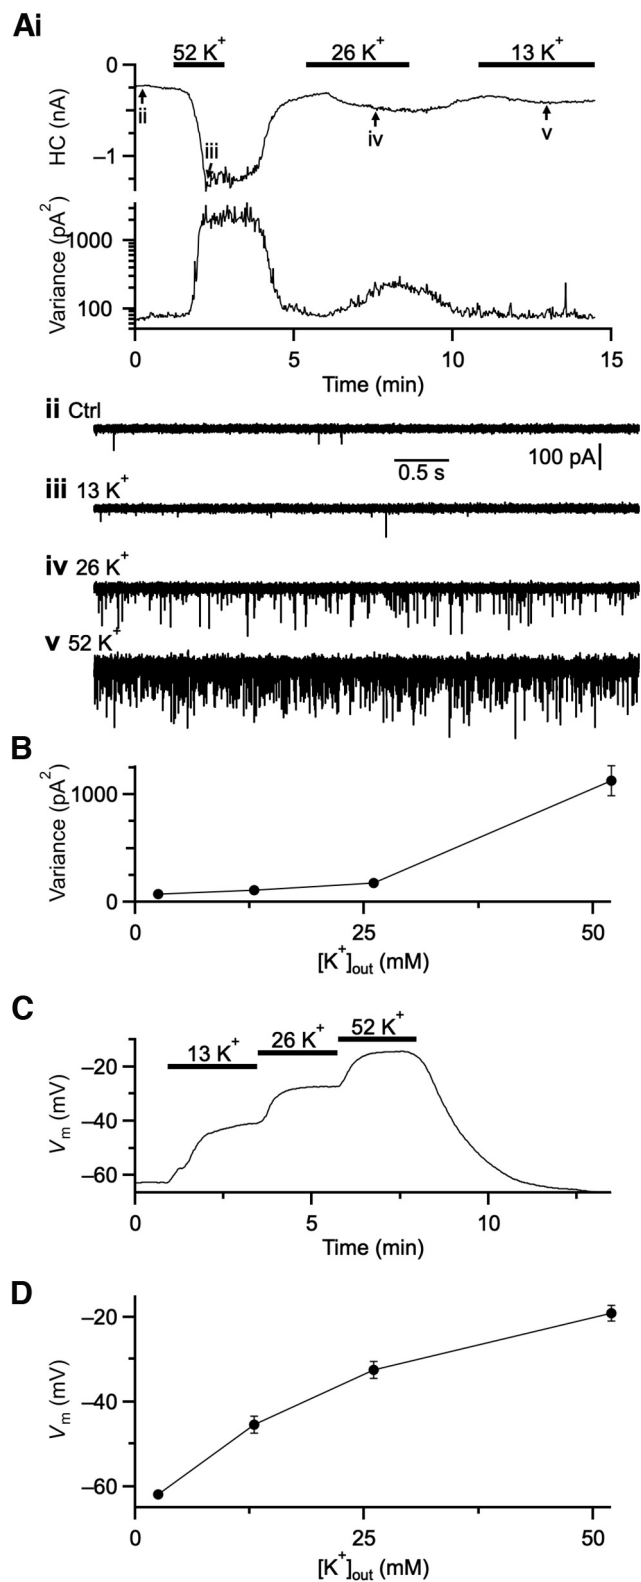 Ai
52 K⁺ 26 K⁺ 13 K⁺
0
–1
HC (nA)
ii
iii
iv
v
1000
100
Variance (pA²)
0 5 10 15
Time (min)
ii Ctrl
0.5 s
100 pA
iii 13 K⁺
iv 26 K⁺
v 52 K⁺
B
1000
0
Variance (pA²)
0 25 50
[K⁺]out (mM)
C
13 K⁺ 26 K⁺ 52 K⁺
–20
–40
–60
Vm (mV)
0 5 10
Time (min)
D
–20
–40
–60
Vm (mV)
0 25 50
[K⁺]out (mM)